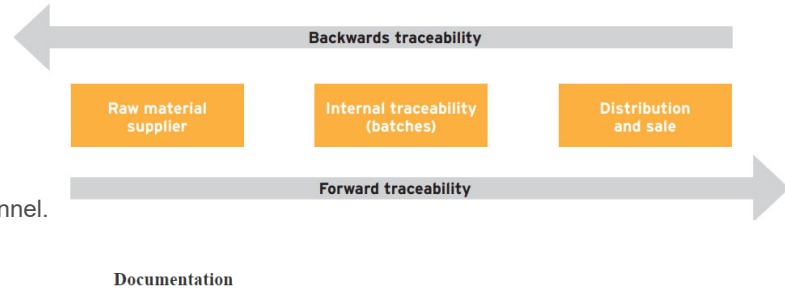 Backwards traceability
Raw material
supplier
Internal traceability
(batches)
Distribution
and sale
Forward traceability
nnel.
Documentation